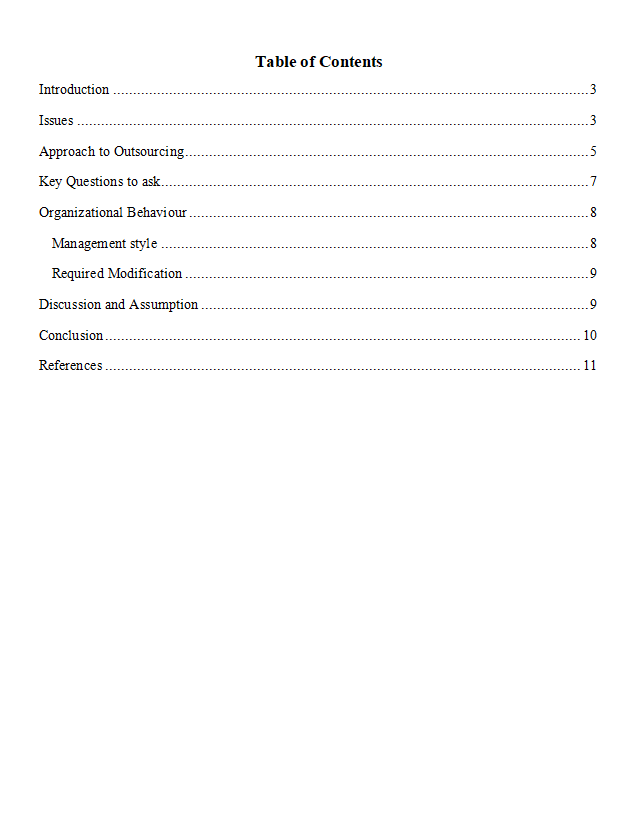 Table of Contents
Introduction ........................................................................................................................ 3
Issues ................................................................................................................................. 3
Approach to Outsourcing...................................................................................................... 5
Key Questions to ask............................................................................................................ 7
Organizational Behaviour ..................................................................................................... 8
Management style ............................................................................................................ 8
Required Modification ...................................................................................................... 9
Discussion and Assumption .................................................................................................. 9
Conclusion ........................................................................................................................ 10
References ........................................................................................................................ 11